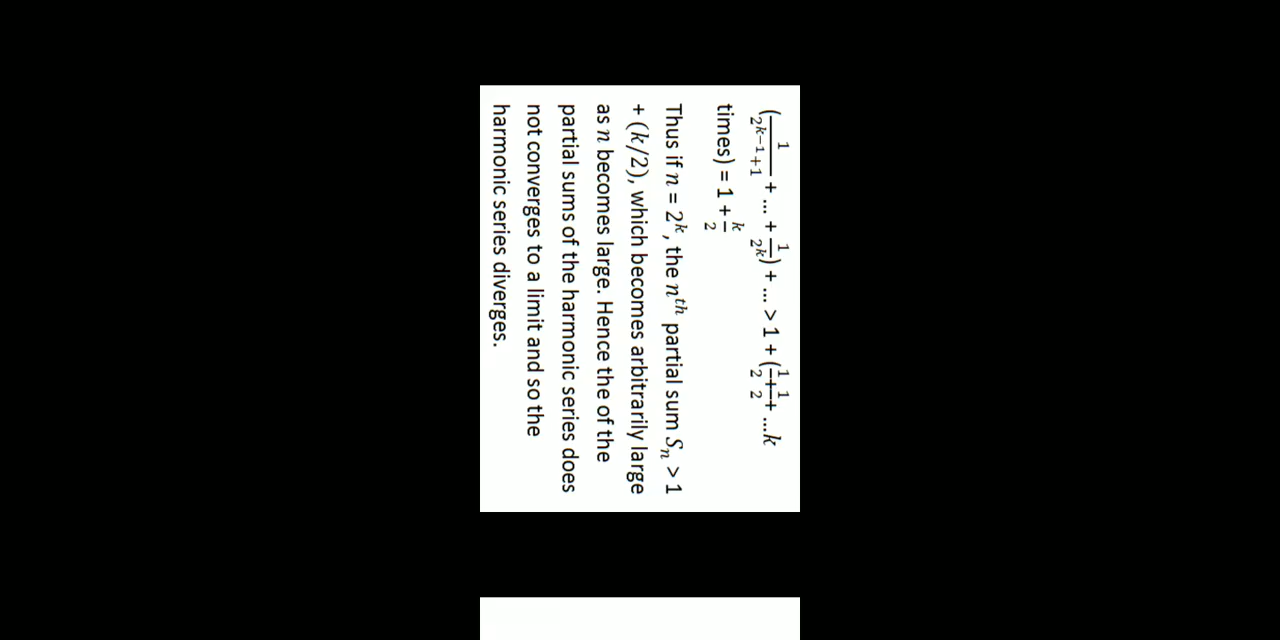 (1/(2^{k-1}+1) + ... + 1/2^k) + ... > 1 + (1/2 + 1/2 + ...k
times) = 1 + k/2
Thus if n = 2^k, the n^{th} partial sum S_n > 1
+ (k/2), which becomes arbitrarily large
as n becomes large. Hence the of the
partial sums of the harmonic series does
not converges to a limit and so the
harmonic series diverges.